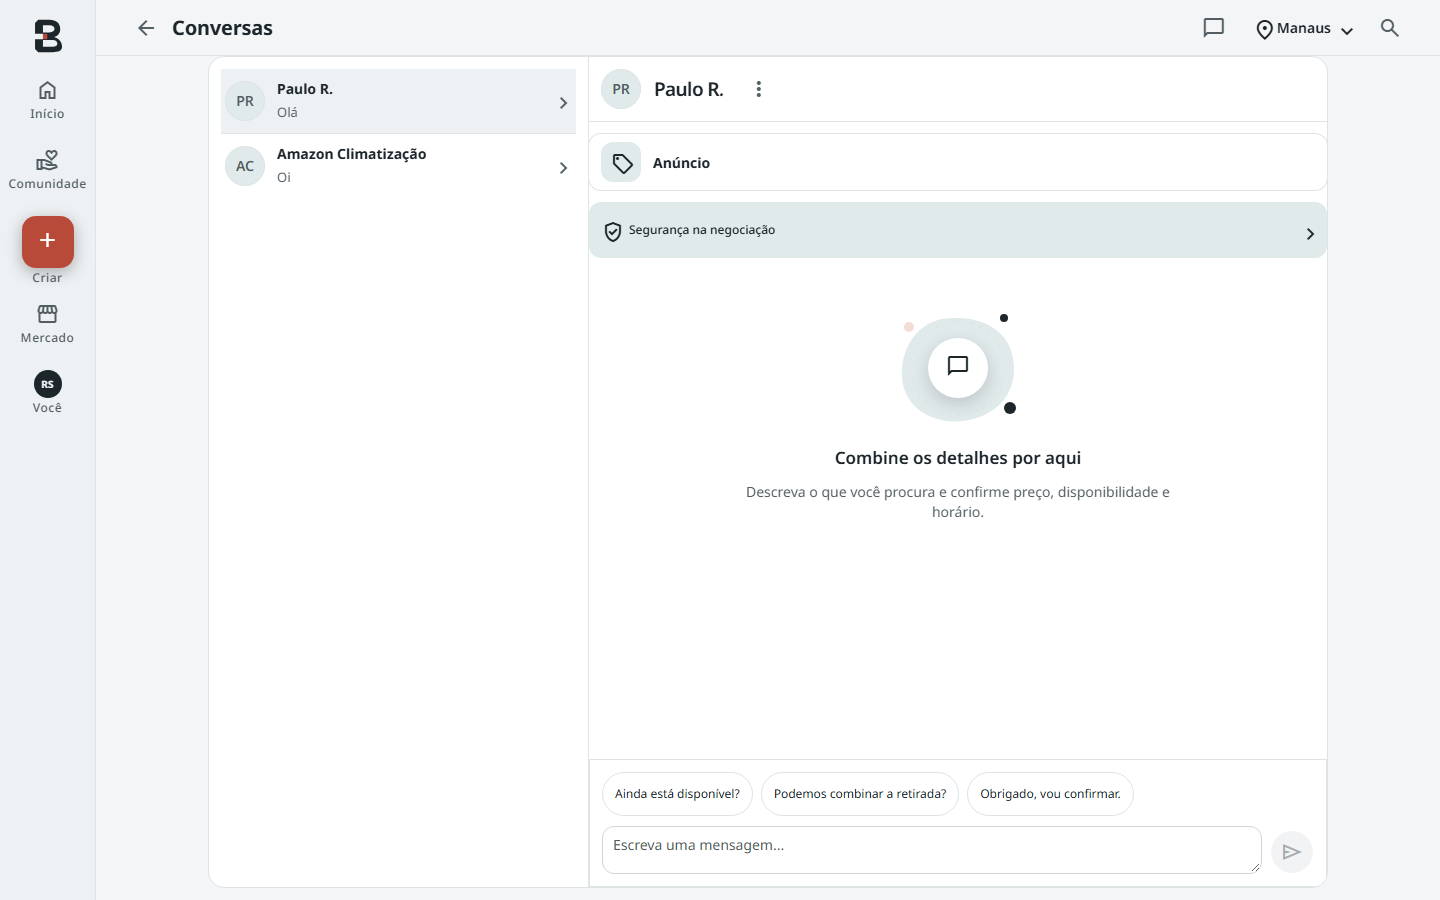 Conversas
Manaus
Início
Comunidade
+
Criar
Mercado
RS
Você
PR
Paulo R.
Olá
AC
Amazon Climatização
Oi
PR
Paulo R.
Anúncio
Segurança na negociação
Combine os detalhes por aqui
Descreva o que você procura e confirme preço, disponibilidade e
horário.
Ainda está disponível?
Podemos combinar a retirada?
Obrigado, vou confirmar.
Escreva uma mensagem...